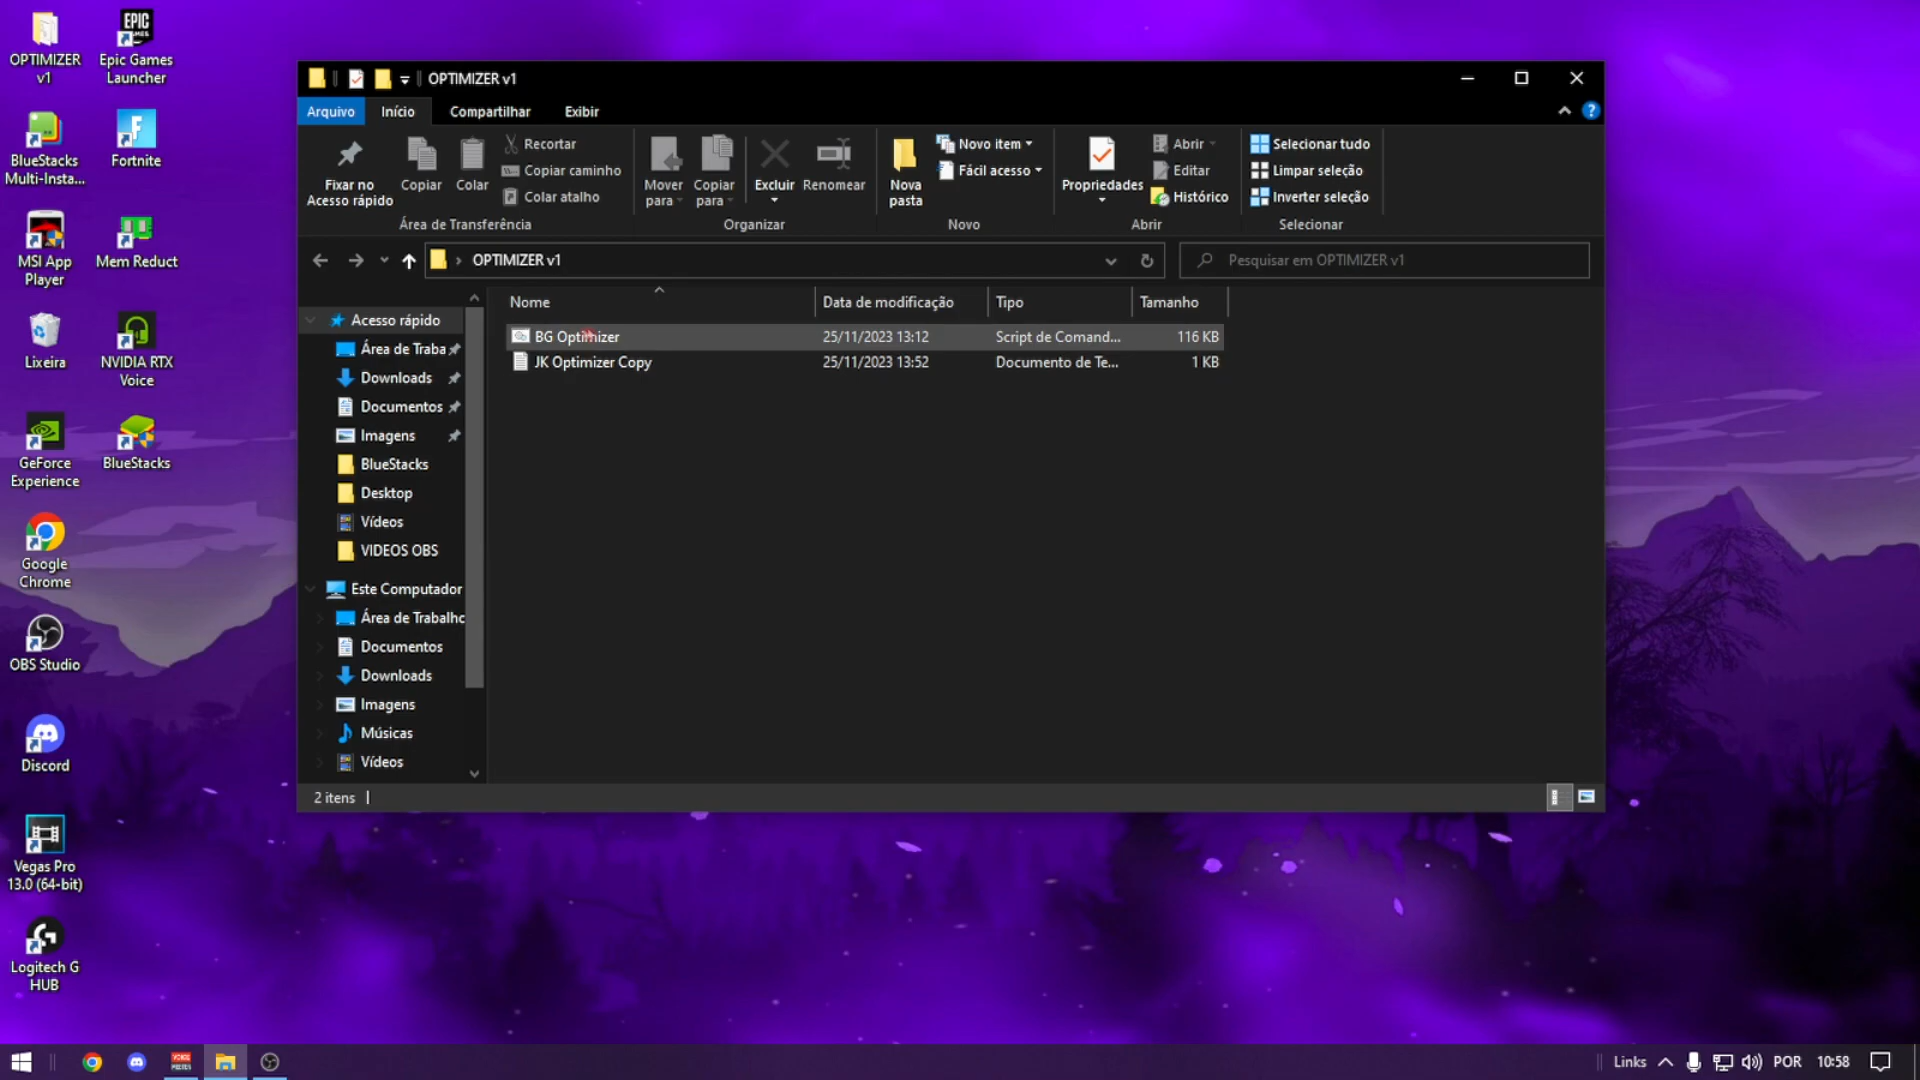 OPTIMIZER
v1
Epic Games
Launcher
BlueStacks
Multi-Insta...
Fortnite
MSI App
Player
Mem Reduct
Lixeira
NVIDIA RTX
Voice
GeForce
Experience
BlueStacks
Google
Chrome
OBS Studio
Discord
Vegas Pro
13.0 (64-bit)
Logitech G
HUB
OPTIMIZER v1
Arquivo
Início
Compartilhar
Exibir
Fixar no
Acesso rápido
Copiar
Colar
Recortar
Copiar caminho
Colar atalho
Área de Transferência
Mover
para
Copiar
para
Excluir
Renomear
Organizar
Nova
pasta
Novo item
Fácil acesso
Novo
Propriedades
Abrir
Editar
Histórico
Abrir
Selecionar tudo
Limpar seleção
Inverter seleção
Selecionar
OPTIMIZER v1
Pesquisar em OPTIMIZER v1
Nome
Data de modificação
Tipo
Tamanho
BG Optimizer
25/11/2023 13:12
Script de Comand...
116 KB
JK Optimizer Copy
25/11/2023 13:52
Documento de Te...
1 KB
Acesso rápido
Área de Traba
Downloads
Documentos
Imagens
BlueStacks
Desktop
Vídeos
VIDEOS OBS
Este Computador
Área de Trabalho
Documentos
Downloads
Imagens
Músicas
Vídeos
2 itens
Links
POR
10:58